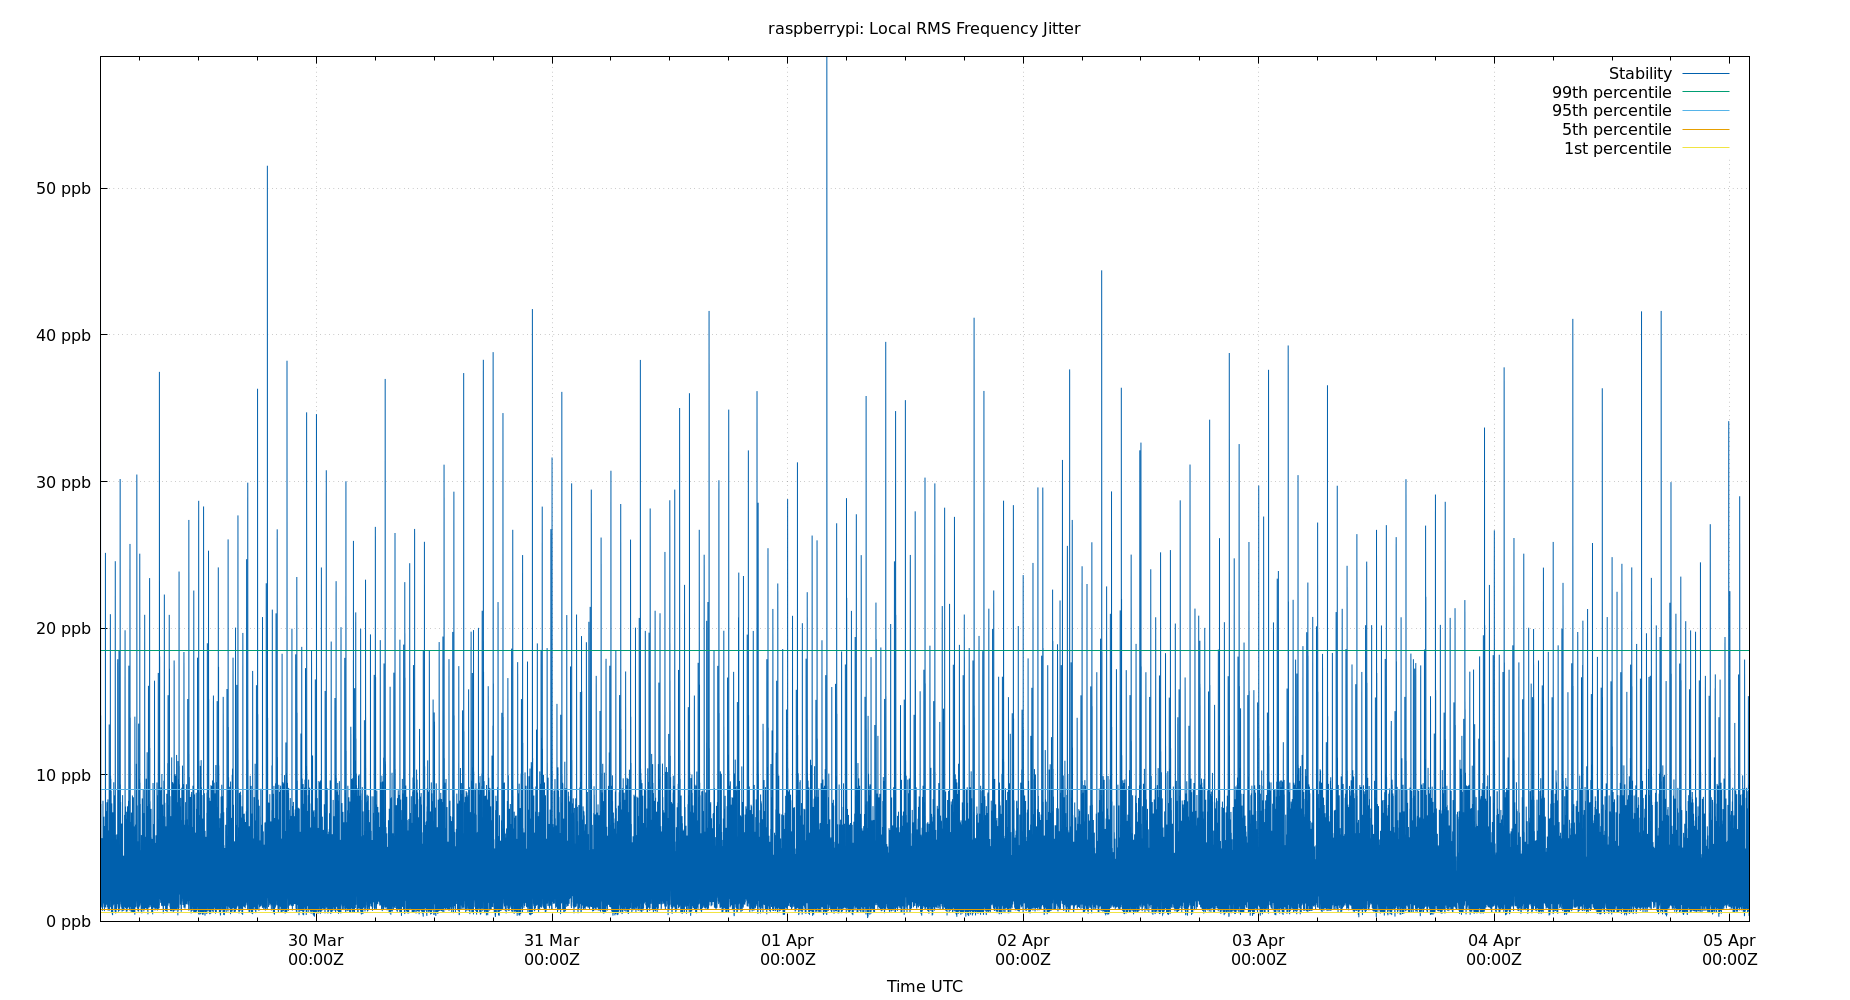 raspberrypi: Local RMS Frequency Jitter
Stability
99th percentile
95th percentile
5th percentile
1st percentile
50 ppb
40 ppb
30 ppb
20 ppb
10 ppb
0 ppb
30 Mar 31 Mar 01 Apr 02 Apr 03 Apr 04 Apr 05 Apr
00:00Z 00:00Z 00:00Z 00:00Z 00:00Z 00:00Z 00:00Z
Time UTC